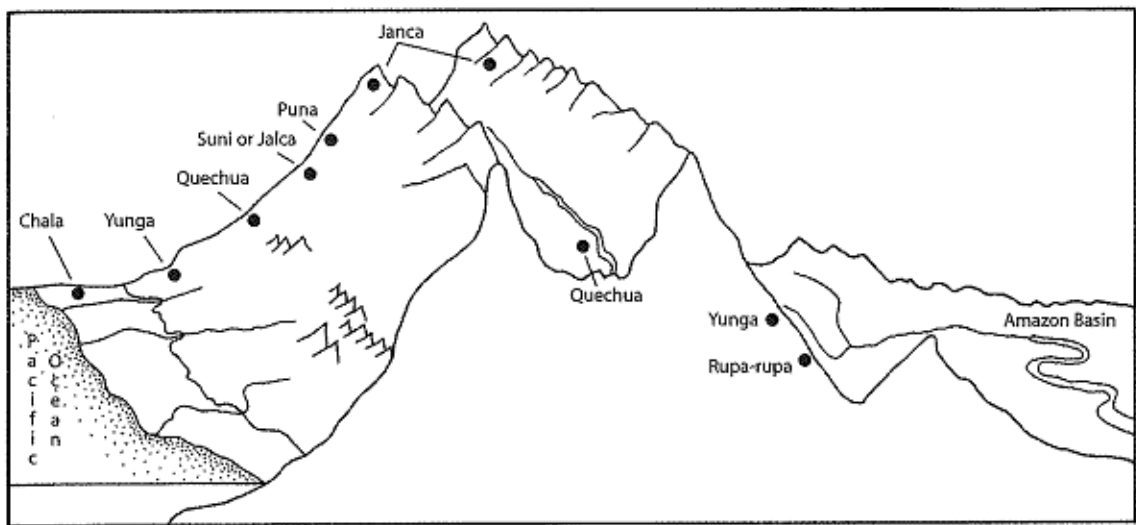 Janca
Puna
Suni or Jalca
Quechua
Chala
Yunga
Quechua
Yunga
Amazon Basin
Rupa-rupa
Pacific
Ocean